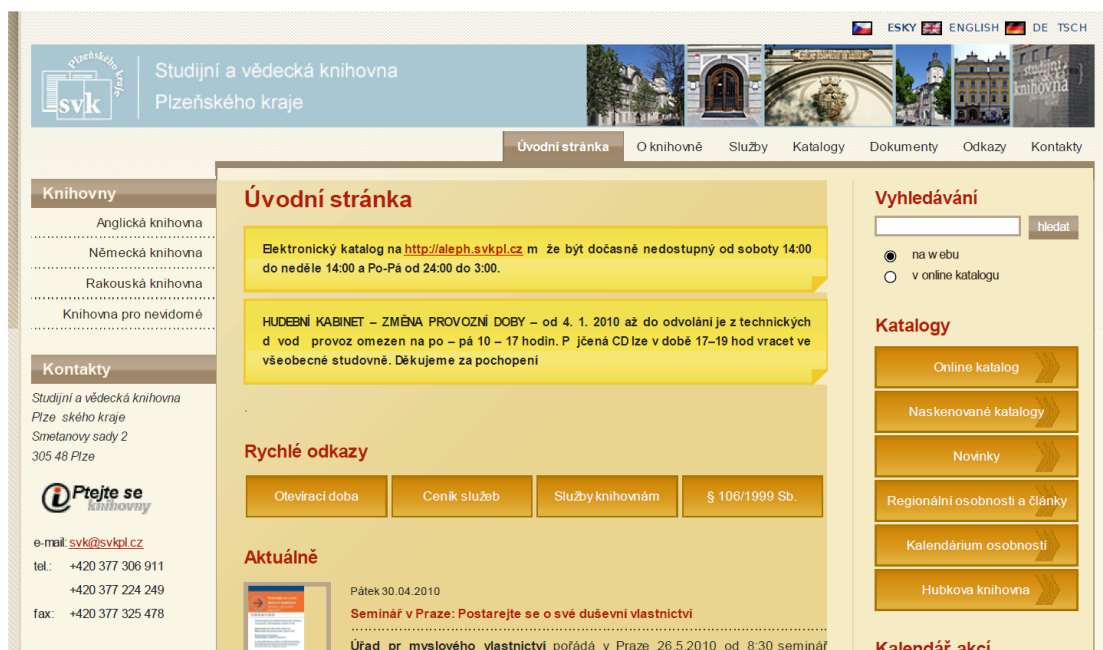 ESKY ENGLISH DE TSCH
Plzeňského kraje
svk
Studijní a vědecká knihovna
Plzeňského kraje
studijní
knihovna
Úvodní stránka O knihovně Služby Katalogy Dokumenty Odkazy Kontakty
Knihovny
Anglická knihovna
Německá knihovna
Rakouská knihovna
Knihovna pro nevidomé
Kontakty
Studijní a vědecká knihovna
Plze ského kraje
Smetanovy sady 2
305 48 Plze
Ptejte se
knihovny
e-mail: svk@svkpl.cz
tel.: +420 377 306 911
+420 377 224 249
fax: +420 377 325 478
Úvodní stránka
Elektronický katalog na http://aleph.svkpl.cz m že být dočasně nedostupný od soboty 14:00
do neděle 14:00 a Po-Pá od 24:00 do 3:00.
HUDEBNÍ KABINET – ZMĚNA PROVOZNÍ DOBY – od 4. 1. 2010 až do odvolání je z technických
d vod provoz omezen na po – pá 10 – 17 hodin. P jčená CD lze v době 17–19 hod vracet ve
všeobecné studovně. Děkujeme za pochopení
.
Rychlé odkazy
Otevírací doba Ceník služeb Služby knihovnám § 106/1999 Sb.
Aktuálně
Pátek 30.04.2010
Seminář v Praze: Postarejte se o své duševní vlastnictví
Úřad pr myslového vlastnictví pořádá v Praze 26.5.2010 od 8:30 seminář
Vyhledávání
hledat
na webu
v online katalogu
Katalogy
Online katalog
Naskenované katalogy
Novinky
Regionální osobnosti a články
Kalendárium osobností
Hubkova knihovna
Kalendář akcí